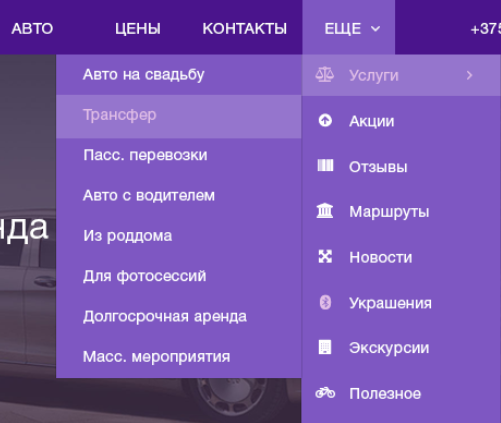 АВТО ЦЕНЫ КОНТАКТЫ ЕЩЕ +375
Авто на свадьбу
Трансфер
Пасс. перевозки
Авто с водителем
Из роддома
Для фотосессий
Долгосрочная аренда
Масс. мероприятия
Услуги
Акции
Отзывы
Маршруты
Новости
Украшения
Экскурсии
Полезное